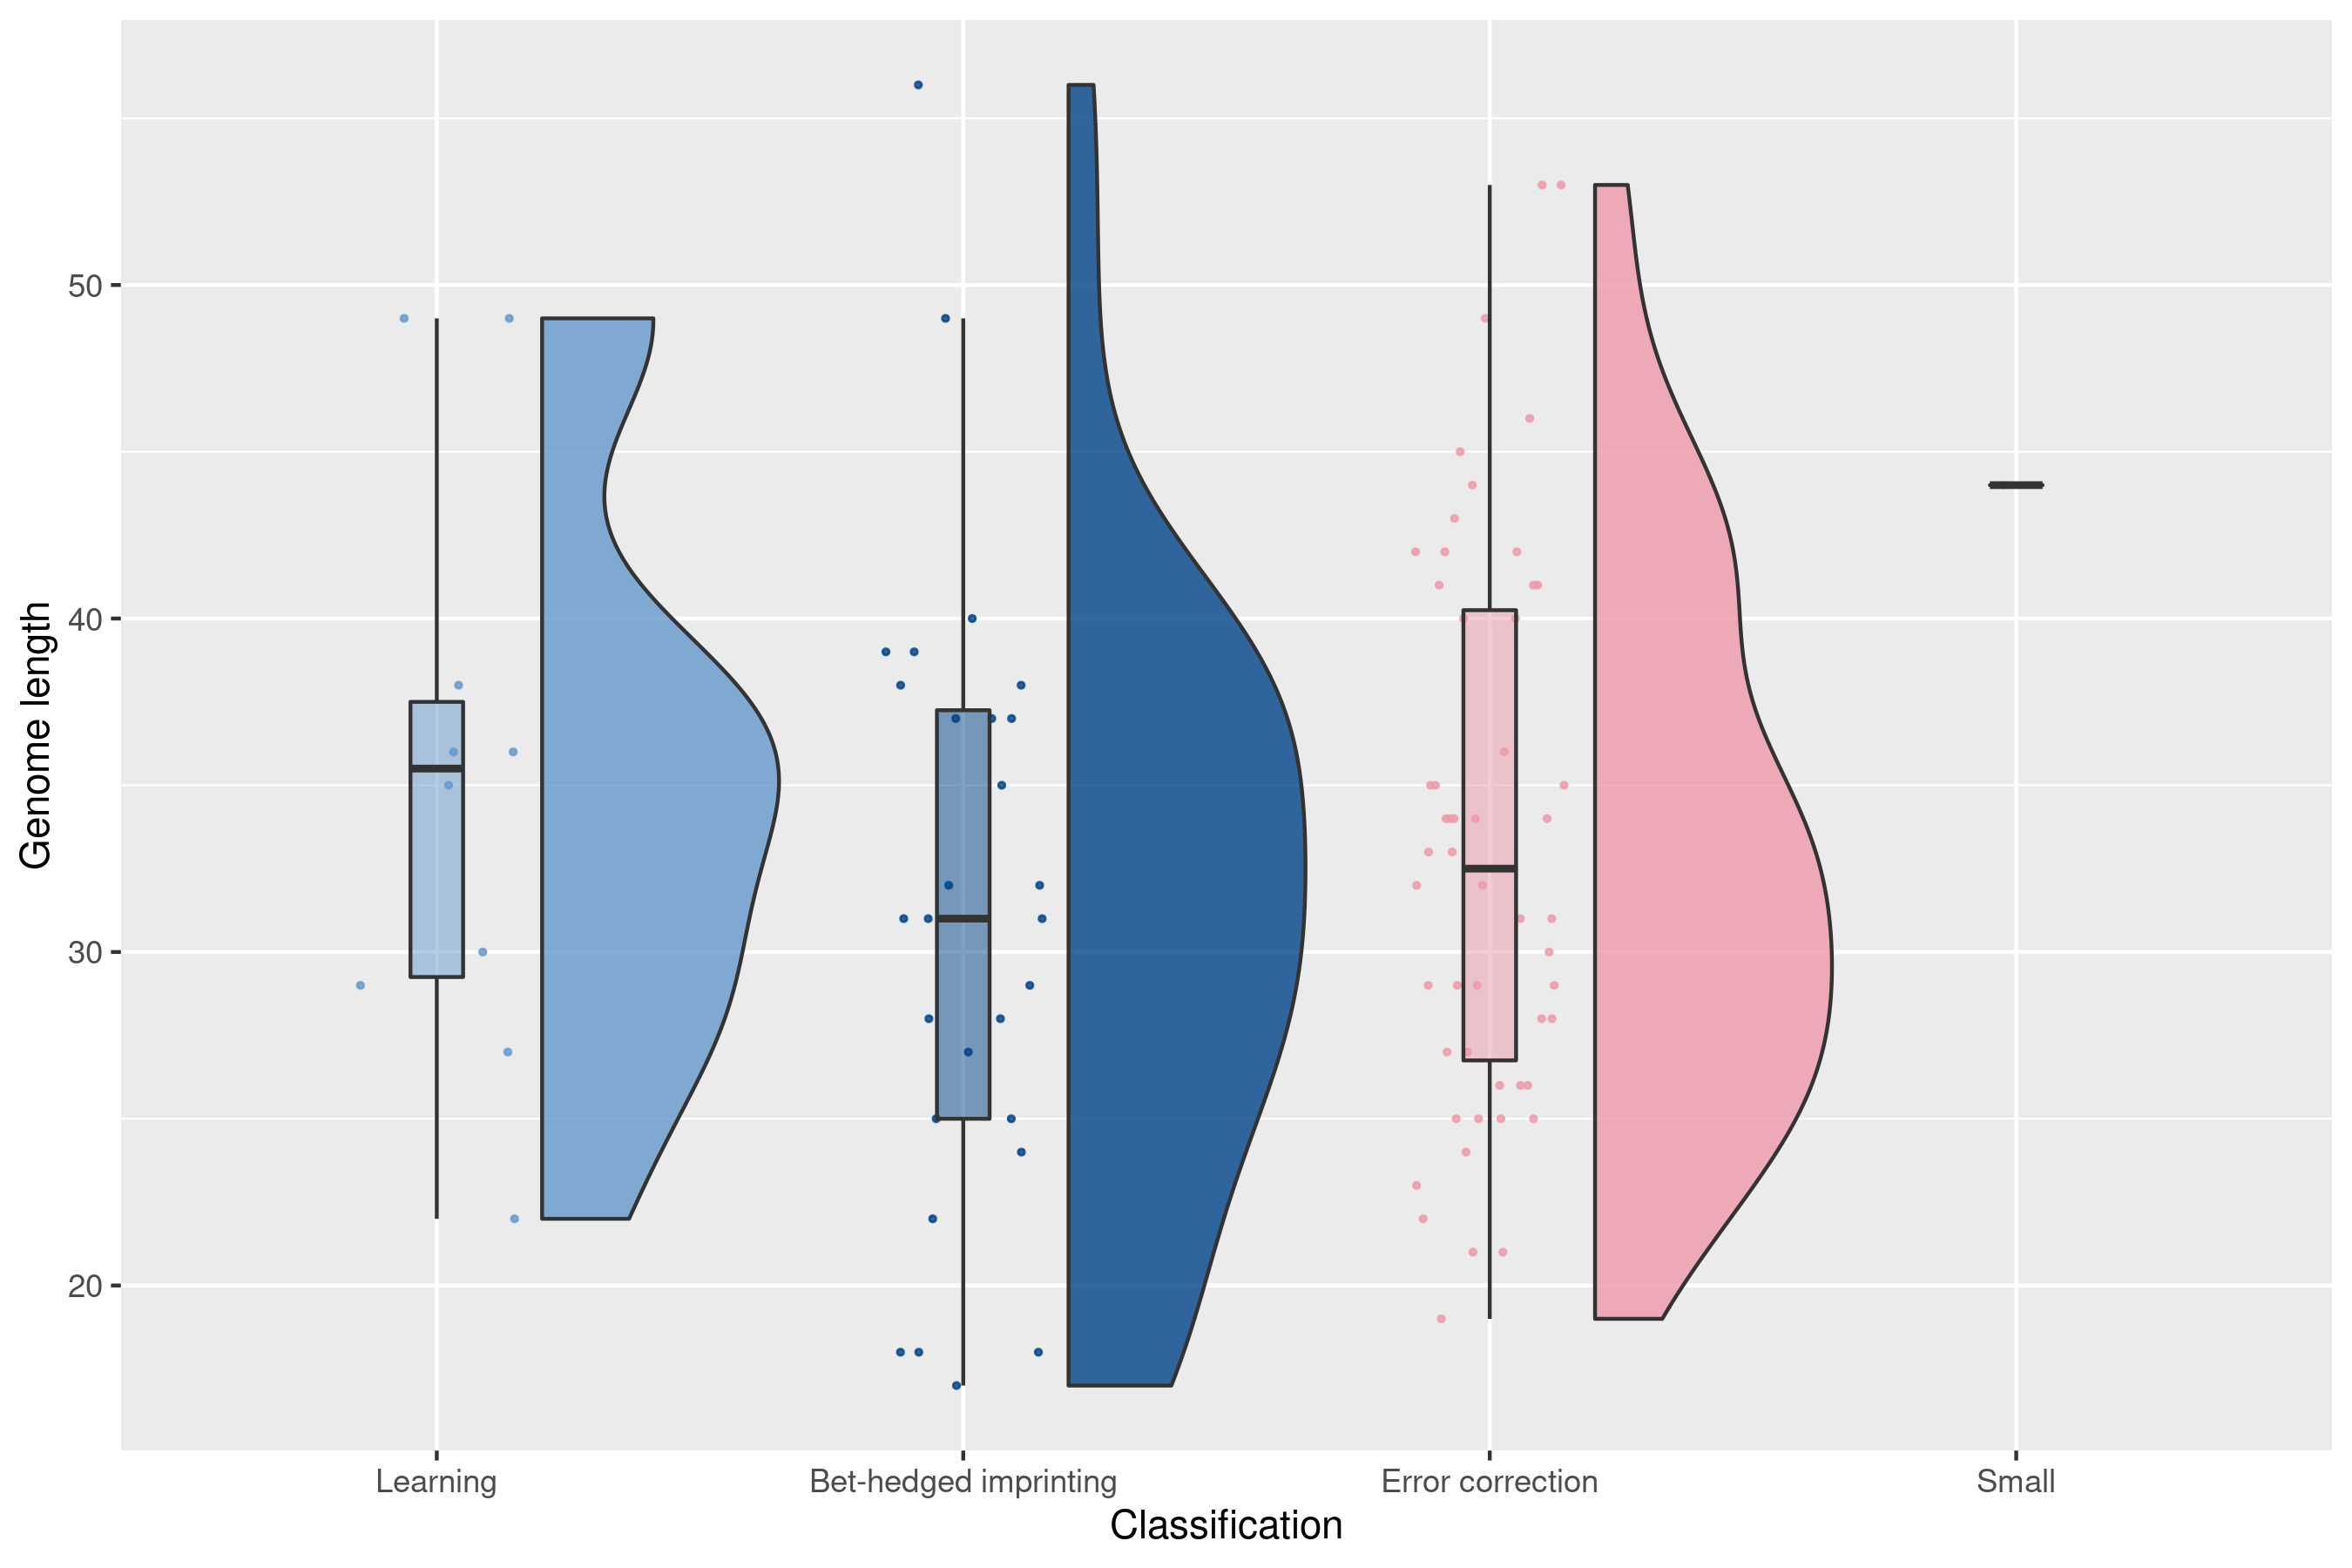 Genome length
50
40
30
20
Learning
Bet-hedged imprinting
Error correction
Small
Classification